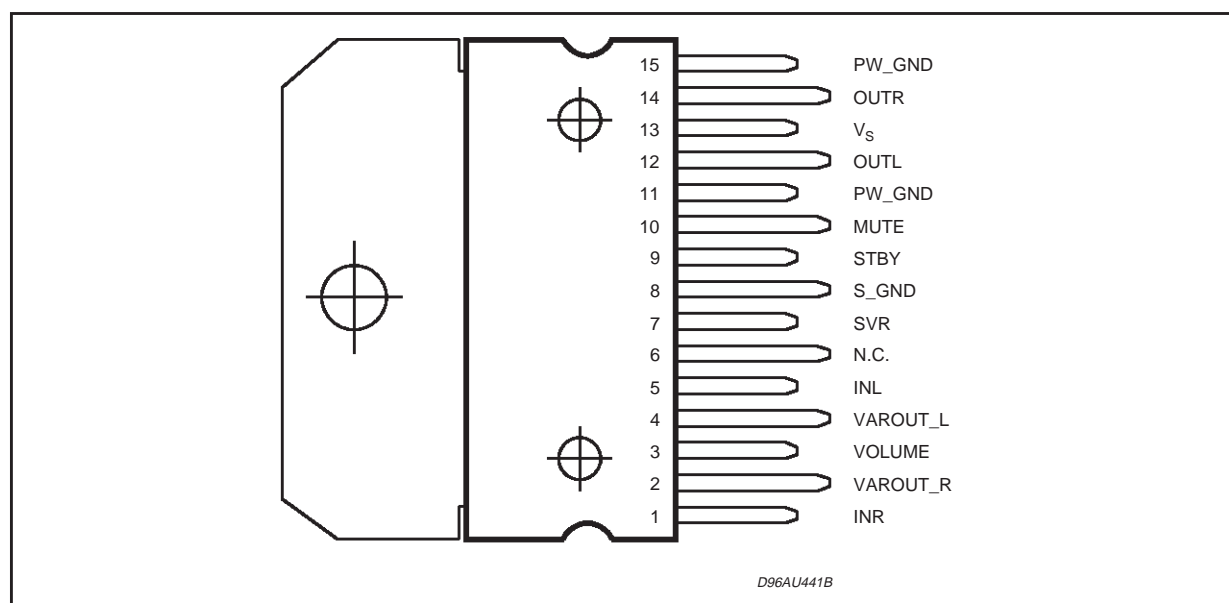 15 PW_GND
14 OUTR
13 VS
12 OUTL
11 PW_GND
10 MUTE
9 STBY
8 S_GND
7 SVR
6 N.C.
5 INL
4 VAROUT_L
3 VOLUME
2 VAROUT_R
1 INR
D96AU441B